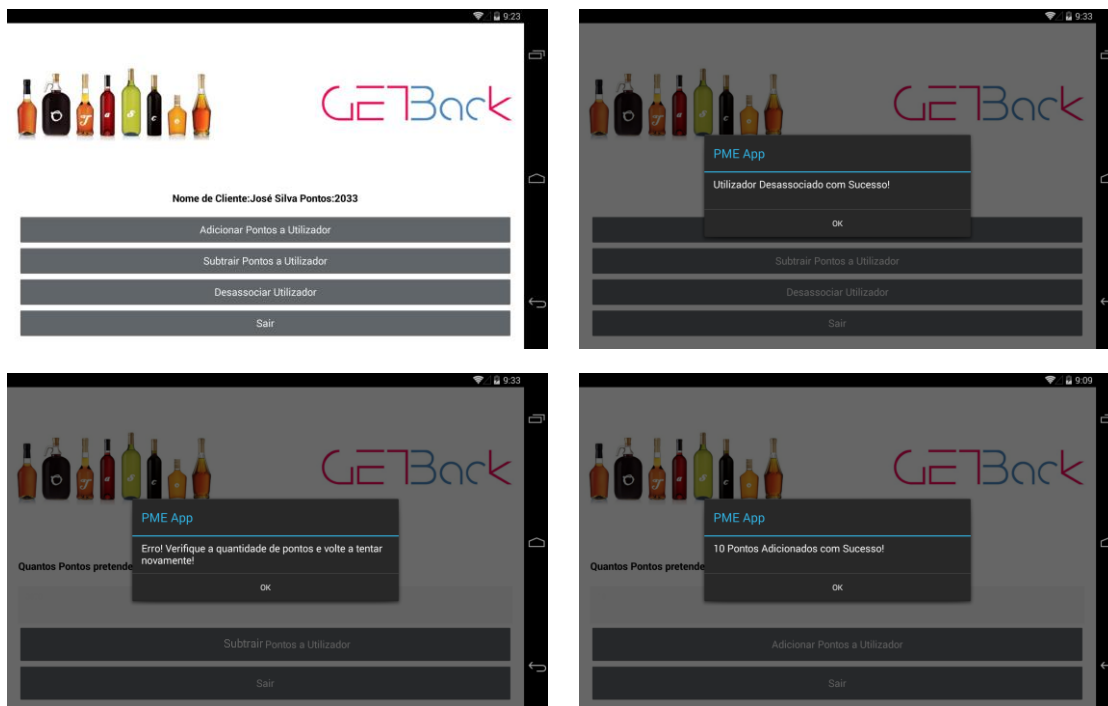 9:23
O T a s c o
GETBack
Nome de Cliente:José Silva Pontos:2033
Adicionar Pontos a Utilizador
Subtrair Pontos a Utilizador
Desassociar Utilizador
Sair
9:33
GETBack
PME App
Utilizador Desassociado com Sucesso!
OK
Subtrair Pontos a Utilizador
Desassociar Utilizador
Sair
9:33
GETBack
PME App
Erro! Verifique a quantidade de pontos e volte a tentar
novamente!
OK
Quantos Pontos pretende
Subtrair Pontos a Utilizador
Sair
9:09
GETBack
PME App
10 Pontos Adicionados com Sucesso!
OK
Quantos Pontos pretende
Adicionar Pontos a Utilizador
Sair